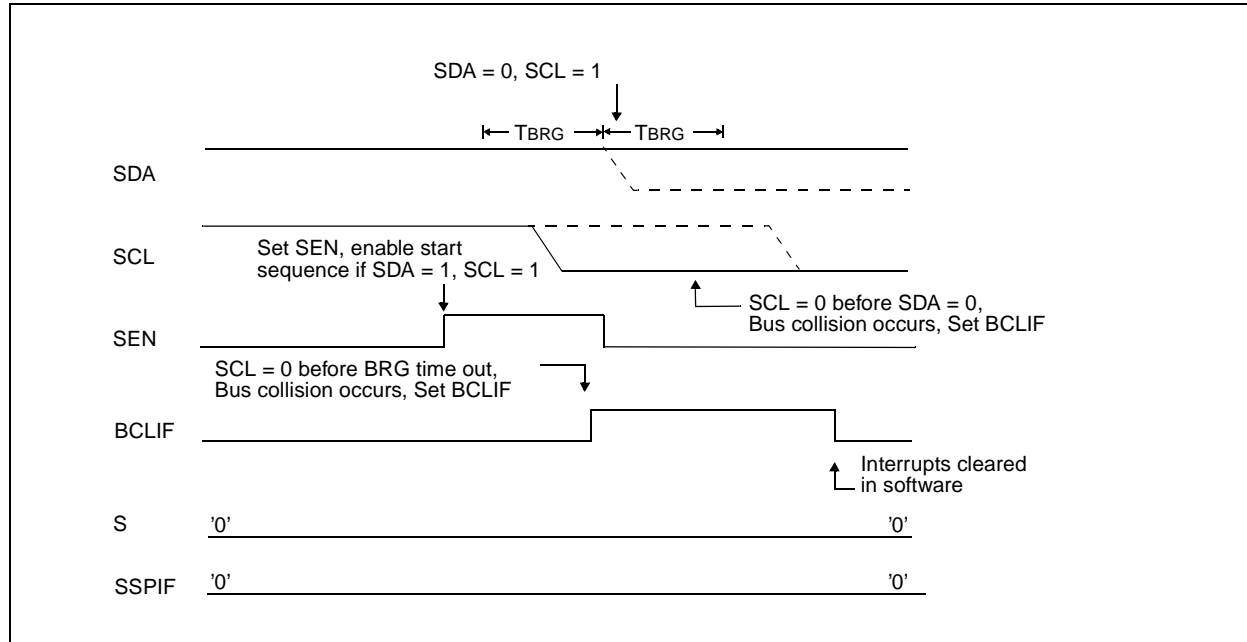 SDA = 0, SCL = 1
TBRG TBRG
SDA
SCL
Set SEN, enable start
sequence if SDA = 1, SCL = 1
SCL = 0 before SDA = 0,
Bus collision occurs, Set BCLIF
SEN
SCL = 0 before BRG time out,
Bus collision occurs, Set BCLIF
BCLIF
Interrupts cleared
in software
S '0' '0'
SSPIF '0' '0'